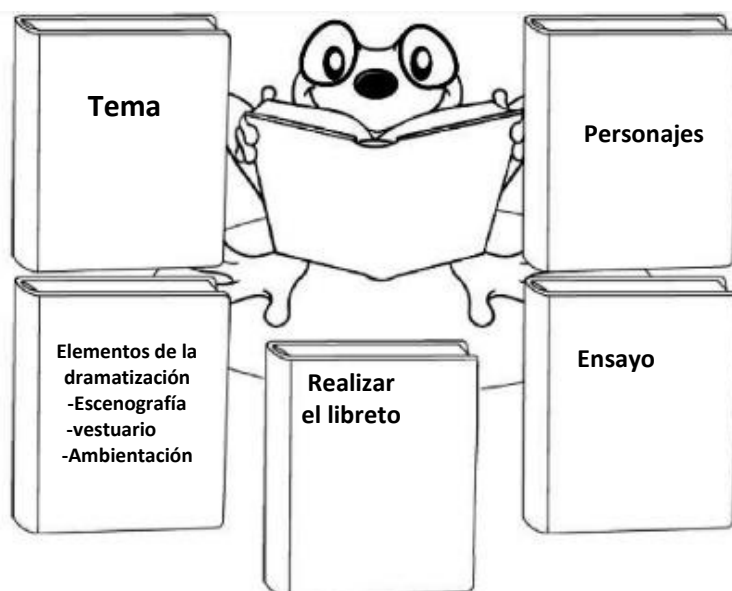 Tema
Personajes
Elementos de la
dramatización
-Escenografía
-vestuario
-Ambientación
Realizar
el libreto
Ensayo